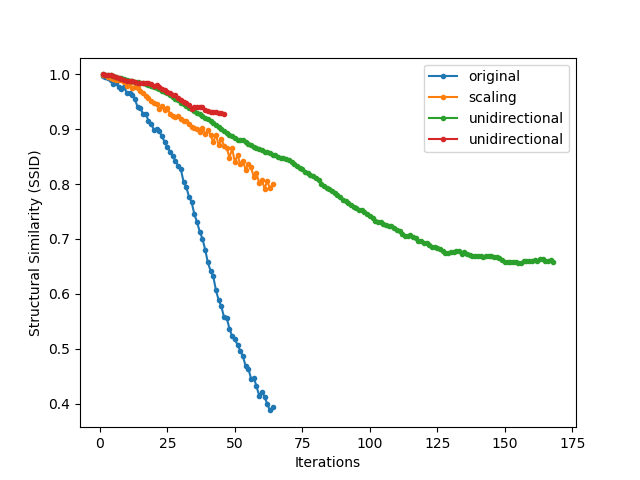 original
scaling
unidirectional
unidirectional
Structural Similarity (SSID)
1.0
0.9
0.8
0.7
0.6
0.5
0.4
0 25 50 75 100 125 150 175
Iterations